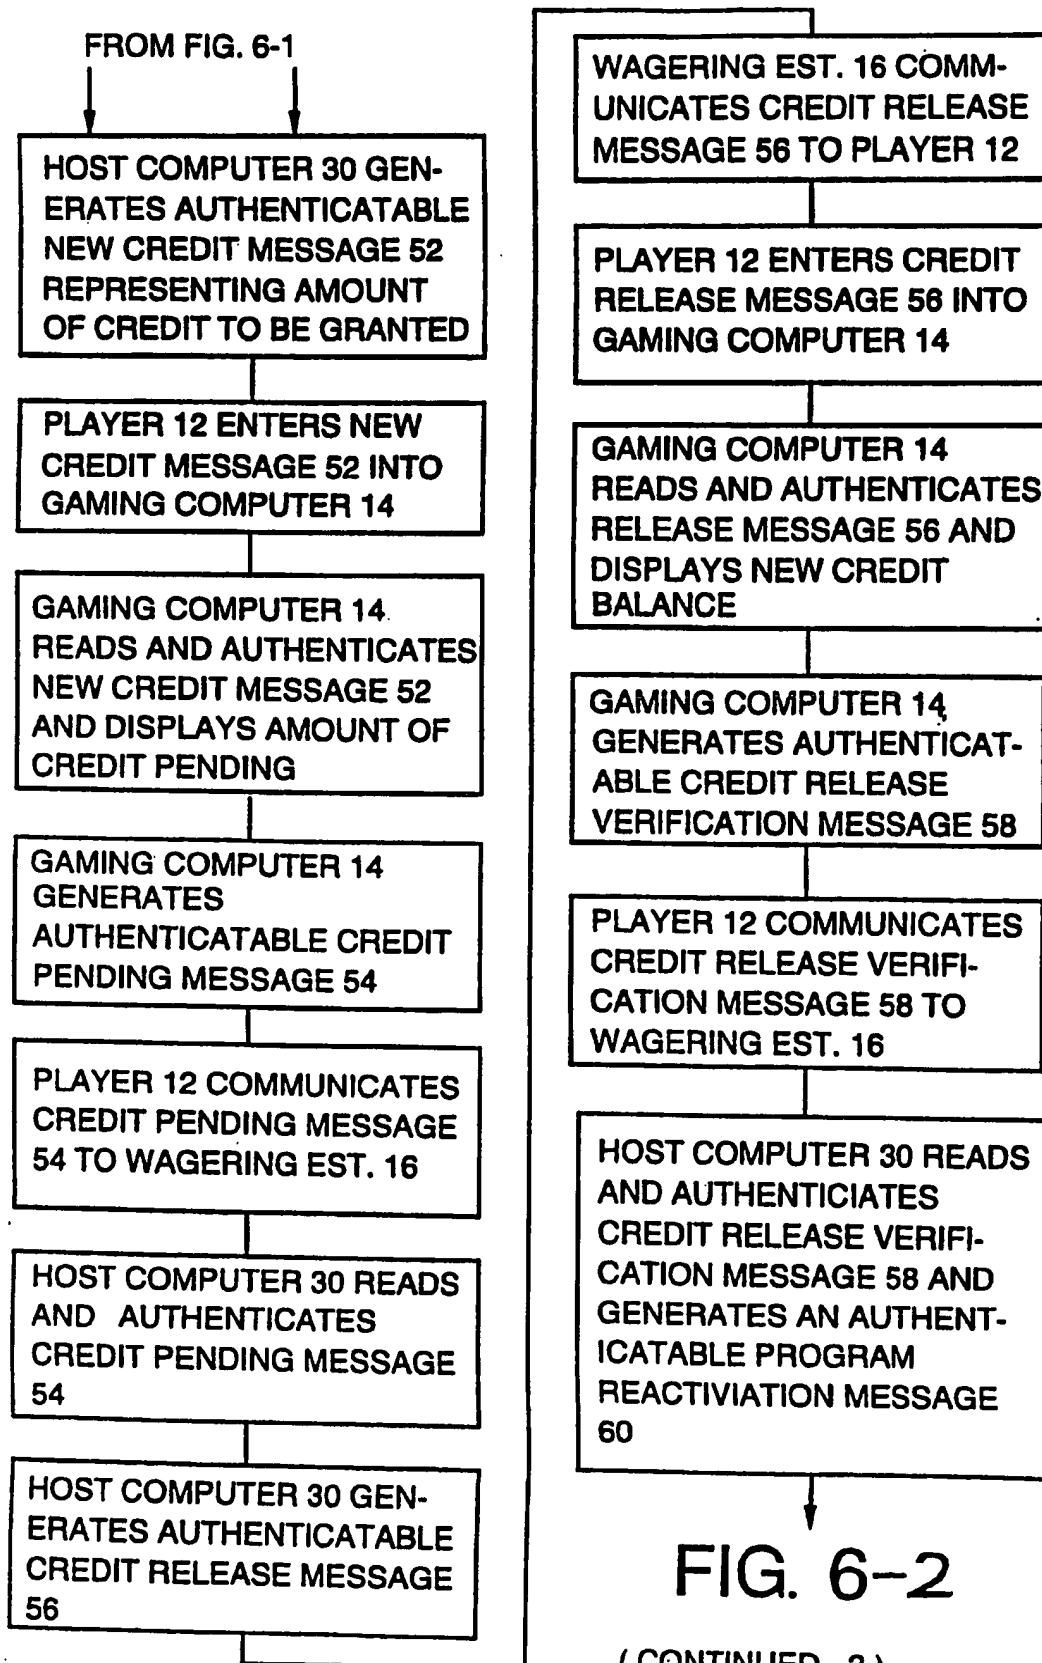 FROM FIG. 6-1
HOST COMPUTER 30 GEN-
ERATES AUTHENTICATABLE
NEW CREDIT MESSAGE 52
REPRESENTING AMOUNT
OF CREDIT TO BE GRANTED
PLAYER 12 ENTERS NEW
CREDIT MESSAGE 52 INTO
GAMING COMPUTER 14
GAMING COMPUTER 14
READS AND AUTHENTICATES
NEW CREDIT MESSAGE 52
AND DISPLAYS AMOUNT OF
CREDIT PENDING
GAMING COMPUTER 14
GENERATES
AUTHENTICATABLE CREDIT
PENDING MESSAGE 54
PLAYER 12 COMMUNICATES
CREDIT PENDING MESSAGE
54 TO WAGERING EST. 16
HOST COMPUTER 30 READS
AND AUTHENTICATES
CREDIT PENDING MESSAGE
54
HOST COMPUTER 30 GEN-
ERATES AUTHENTICATABLE
CREDIT RELEASE MESSAGE
56
WAGERING EST. 16 COMM-
UNICATES CREDIT RELEASE
MESSAGE 56 TO PLAYER 12
PLAYER 12 ENTERS CREDIT
RELEASE MESSAGE 56 INTO
GAMING COMPUTER 14
GAMING COMPUTER 14
READS AND AUTHENTICATES
RELEASE MESSAGE 56 AND
DISPLAYS NEW CREDIT
BALANCE
GAMING COMPUTER 14
GENERATES AUTHENTICAT-
ABLE CREDIT RELEASE
VERIFICATION MESSAGE 58
PLAYER 12 COMMUNICATES
CREDIT RELEASE VERIFI-
CATION MESSAGE 58 TO
WAGERING EST. 16
HOST COMPUTER 30 READS
AND AUTHENTICIATES
CREDIT RELEASE VERIFI-
CATION MESSAGE 58 AND
GENERATES AN AUTHENT-
ICATABLE PROGRAM
REACTIVIATION MESSAGE
60
FIG. 6-2
(CONTINUED - 3)